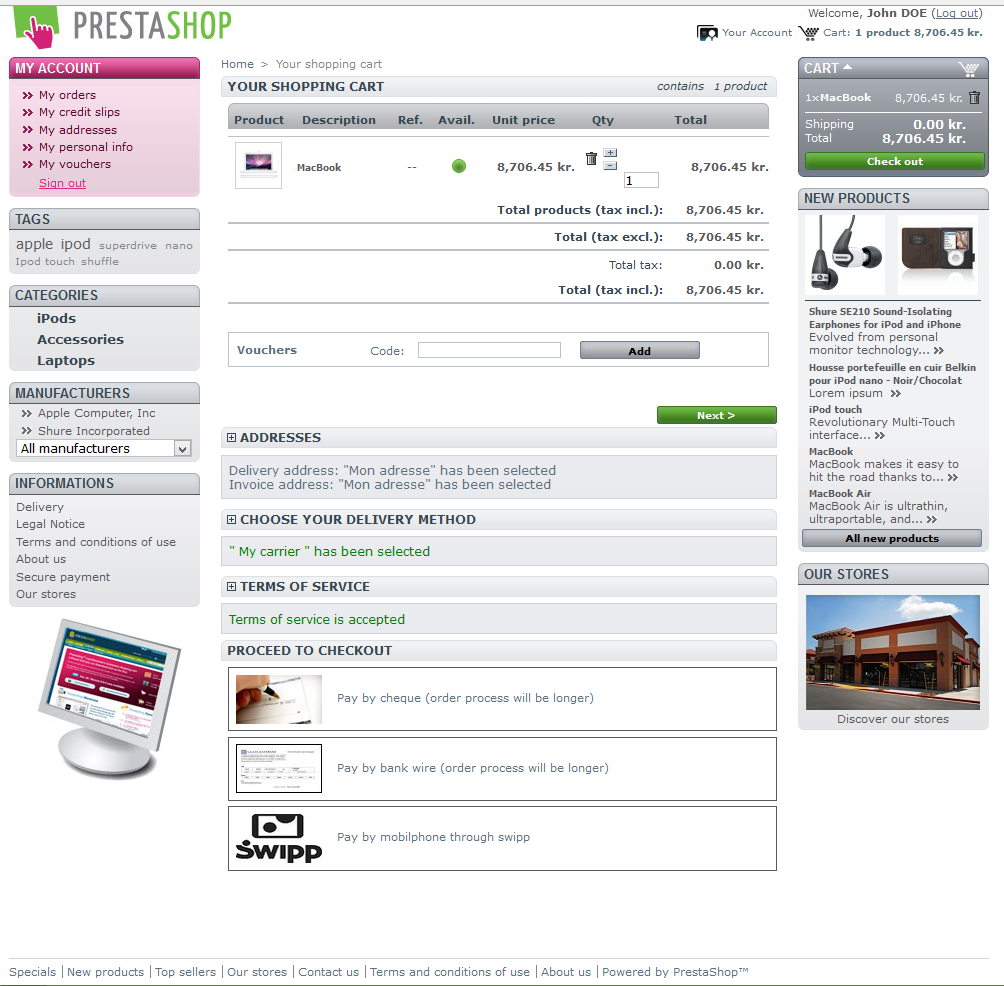 PRESTASHOP
Welcome, John DOE (Log out)
Your Account Cart: 1 product 8,706.45 kr.
MY ACCOUNT
My orders
My credit slips
My addresses
My personal info
My vouchers
Sign out
TAGS
apple ipod superdrive nano
Ipod touch shuffle
CATEGORIES
iPods
Accessories
Laptops
MANUFACTURERS
Apple Computer, Inc
Shure Incorporated
All manufacturers
INFORMATIONS
Delivery
Legal Notice
Terms and conditions of use
About us
Secure payment
Our stores
Home > Your shopping cart
YOUR SHOPPING CART contains 1 product
Product Description Ref. Avail. Unit price Qty Total
MacBook -- 8,706.45 kr. 1 8,706.45 kr.
Total products (tax incl.): 8,706.45 kr.
Total (tax excl.): 8,706.45 kr.
Total tax: 0.00 kr.
Total (tax incl.): 8,706.45 kr.
Vouchers Code: Add
Next >
ADDRESSES
Delivery address: "Mon adresse" has been selected
Invoice address: "Mon adresse" has been selected
CHOOSE YOUR DELIVERY METHOD
" My carrier " has been selected
TERMS OF SERVICE
Terms of service is accepted
PROCEED TO CHECKOUT
Pay by cheque (order process will be longer)
Pay by bank wire (order process will be longer)
swipp Pay by mobilphone through swipp
CART
1xMacBook 8,706.45 kr.
Shipping 0.00 kr.
Total 8,706.45 kr.
Check out
NEW PRODUCTS
Shure SE210 Sound-Isolating
Earphones for iPod and iPhone
Evolved from personal
monitor technology...
Housse portefeuille en cuir Belkin
pour iPod nano - Noir/Chocolat
Lorem ipsum
iPod touch
Revolutionary Multi-Touch
interface...
MacBook
MacBook makes it easy to
hit the road thanks to...
MacBook Air
MacBook Air is ultrathin,
ultraportable, and...
All new products
OUR STORES
Discover our stores
Specials | New products | Top sellers | Our stores | Contact us | Terms and conditions of use | About us | Powered by PrestaShop™